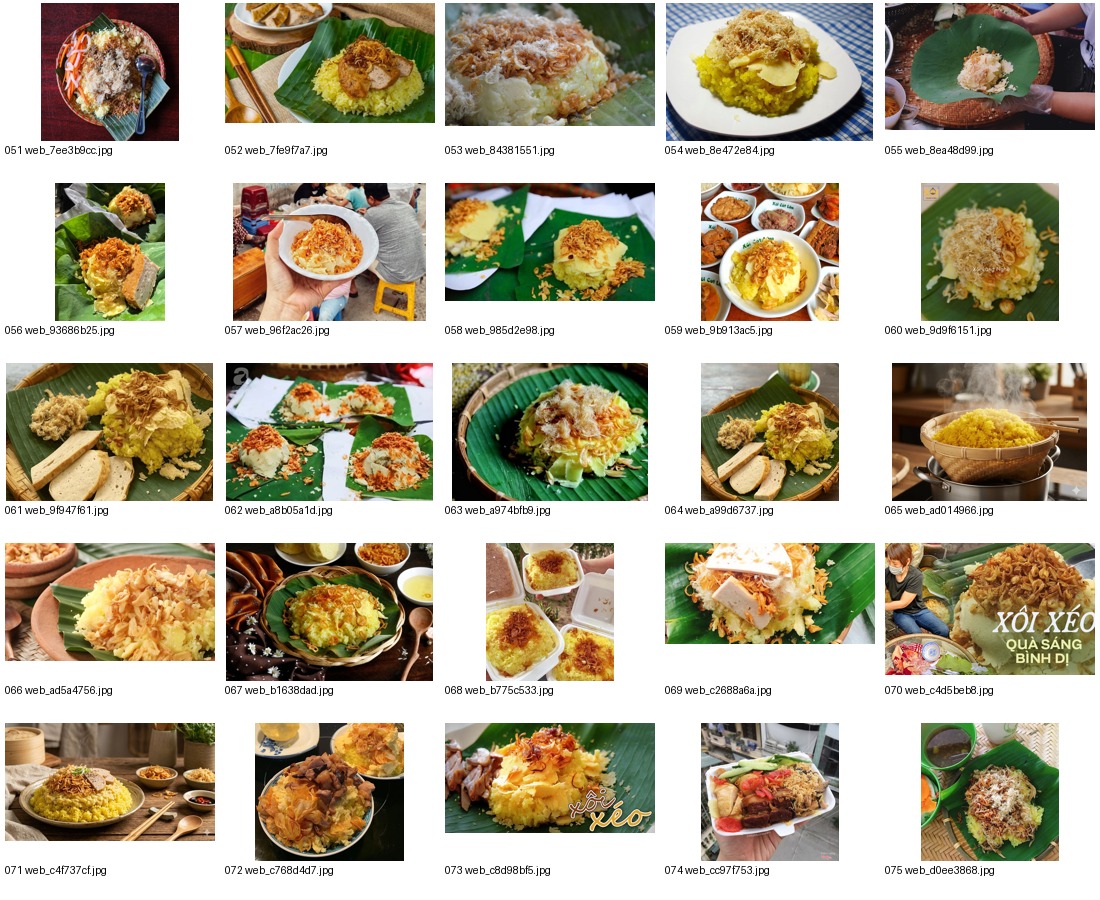 051 web_7ee3b9cc.jpg
052 web_7fe9f7a7.jpg
053 web_84381551.jpg
054 web_8e472e84.jpg
055 web_8ea48d99.jpg
056 web_93686b25.jpg
057 web_96f2ac26.jpg
058 web_985d2e98.jpg
059 web_9b913ac5.jpg
060 web_9d9f6151.jpg
061 web_9f947f61.jpg
062 web_a8b05a1d.jpg
063 web_a974bfb9.jpg
064 web_a99d6737.jpg
065 web_ad014966.jpg
XÔI XÉO
QUÀ SÁNG
BÌNH DỊ
066 web_ad5a4756.jpg
067 web_b1638dad.jpg
068 web_b775c533.jpg
069 web_c2688a6a.jpg
070 web_c4d5beb8.jpg
xôi
xéo
071 web_c4f737cf.jpg
072 web_c768d4d7.jpg
073 web_c8d98bf5.jpg
074 web_cc97f753.jpg
075 web_d0ee3868.jpg